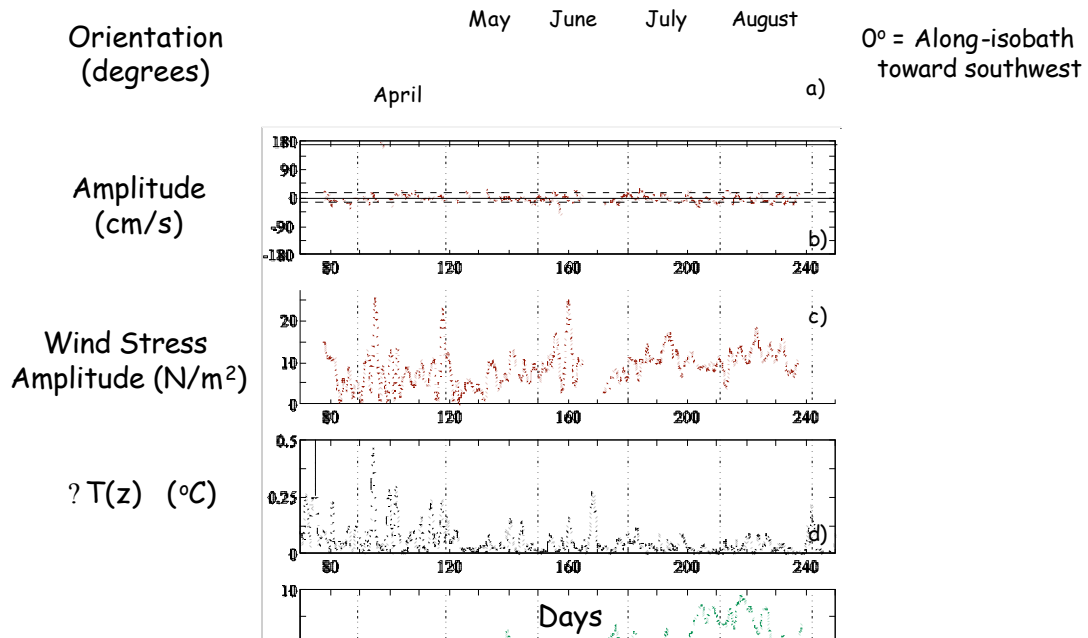 May June July August
Orientation
(degrees)
0º = Along-isobath
toward southwest
April
a)
180
90
0
-90
-180
Amplitude
(cm/s)
b)
80 120 160 200 240
20
10
0
c)
Wind Stress
Amplitude (N/m²)
80 120 160 200 240
0.5
0.25
0
? T(z) (ºC)
d)
80 120 160 200 240
10
Days